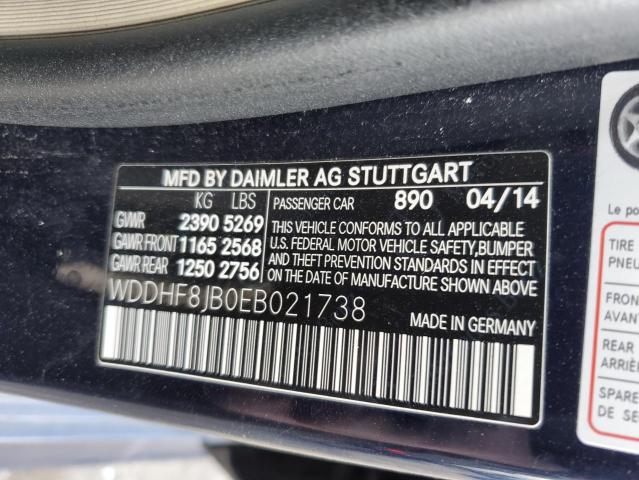 MFD BY DAIMLER AG STUTTGART
KG LBS
GVWR 2390 5269
GAWR FRONT 1165 2568
GAWR REAR 1250 2756
PASSENGER CAR 890 04/14
THIS VEHICLE CONFORMS TO ALL APPLICABLE
U.S. FEDERAL MOTOR VEHICLE SAFETY,BUMPER
AND THEFT PREVENTION STANDARDS IN EFFECT
ON THE DATE OF MANUFACTURE SHOWN ABOVE
WDDHF8JB0EB021738
MADE IN GERMANY
Le po
TIRE
PNEU
FRON
AVAN
REAR
ARRIÈ
SPARE
DE SE